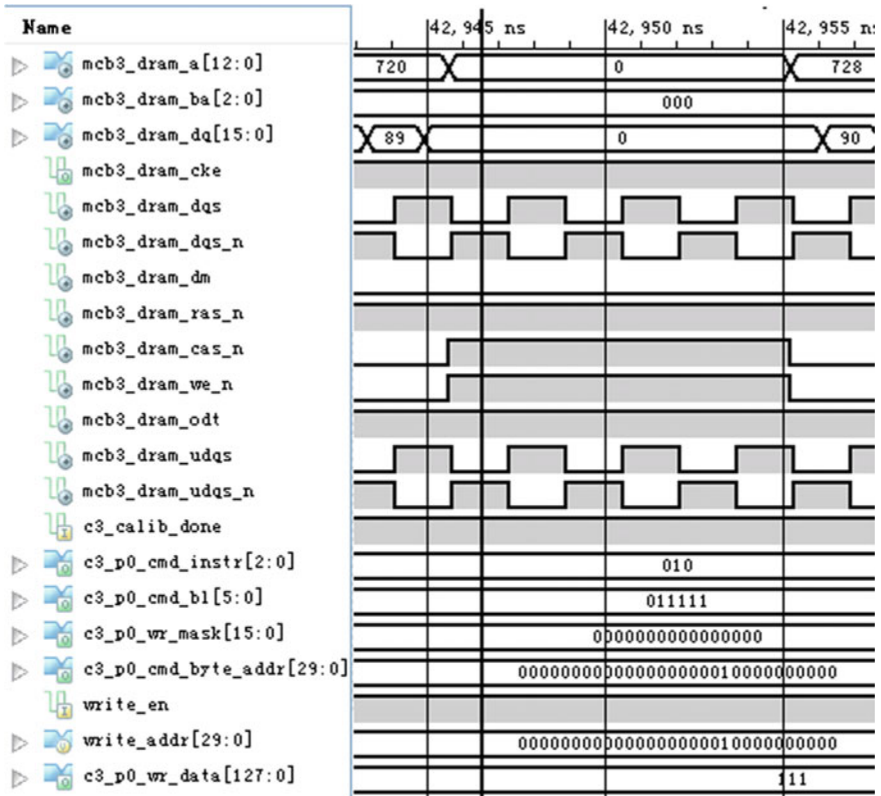 Name 42,945 ns 42,950 ns 42,955 ns
mcb3_dram_a[12:0] 720 0 728
mcb3_dram_ba[2:0] 000
mcb3_dram_dq[15:0] 89 0 90
mcb3_dram_cke
mcb3_dram_dqs
mcb3_dram_dqs_n
mcb3_dram_dm
mcb3_dram_ras_n
mcb3_dram_cas_n
mcb3_dram_we_n
mcb3_dram_odt
mcb3_dram_udqs
mcb3_dram_udqs_n
c3_calib_done
c3_p0_cmd_instr[2:0] 010
c3_p0_cmd_bl[5:0] 011111
c3_p0_wr_mask[15:0] 0000000000000000
c3_p0_cmd_byte_addr[29:0] 000000000000000000010000000000
write_en
write_addr[29:0] 000000000000000000010000000000
c3_p0_wr_data[127:0] 111